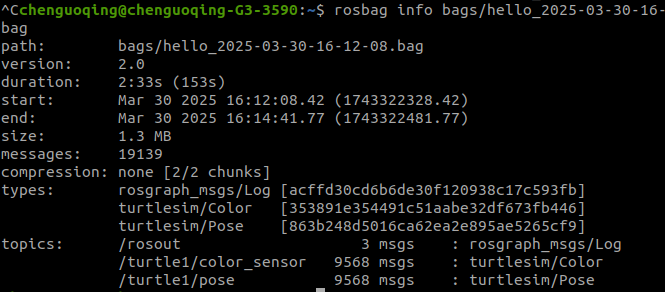 ^Cchenguoqing@chenguoqing-G3-3590:~$ rosbag info bags/hello_2025-03-30-16-
bag
path:        bags/hello_2025-03-30-16-12-08.bag
version:     2.0
duration:    2:33s (153s)
start:       Mar 30 2025 16:12:08.42 (1743322328.42)
end:         Mar 30 2025 16:14:41.77 (1743322481.77)
size:        1.3 MB
messages:    19139
compression: none [2/2 chunks]
types:       rosgraph_msgs/Log [acffd30cd6b6de30f120938c17c593fb]
             turtlesim/Color   [353891e354491c51aabe32df673fb446]
             turtlesim/Pose    [863b248d5016ca62ea2e895ae5265cf9]
topics:      /rosout                    3 msgs    : rosgraph_msgs/Log
             /turtle1/color_sensor   9568 msgs    : turtlesim/Color
             /turtle1/pose           9568 msgs    : turtlesim/Pose